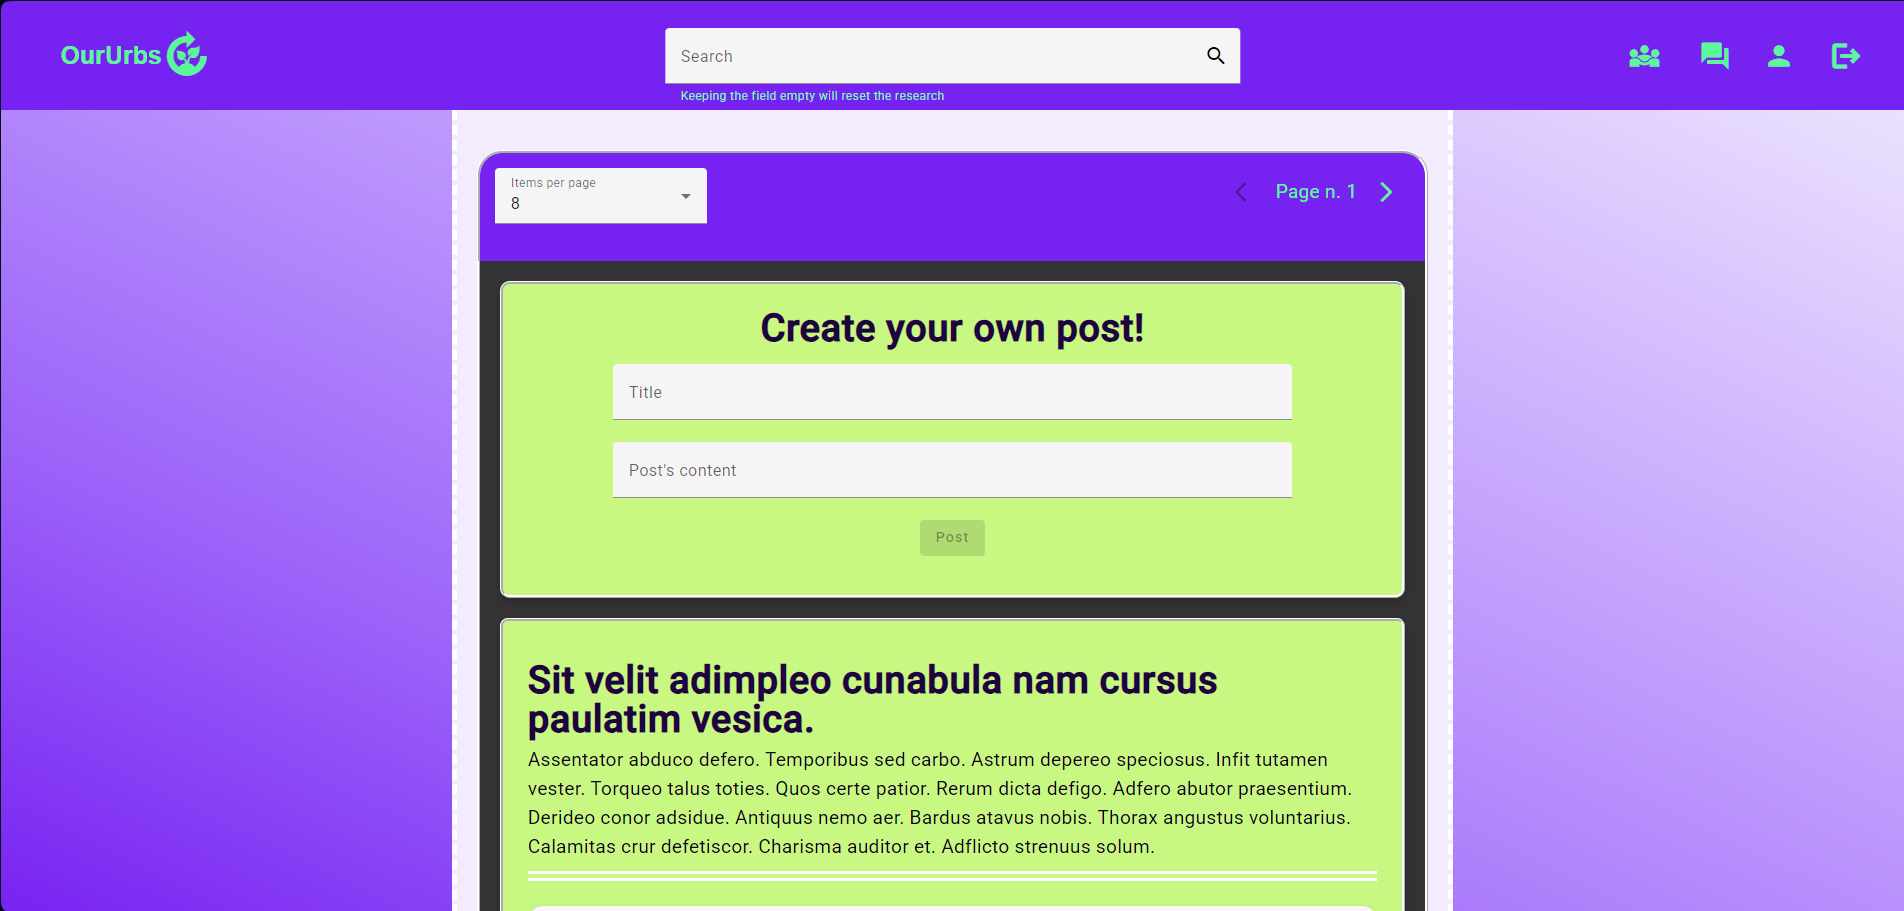 OurUrbs
Search
Keeping the field empty will reset the research
Items per page
8
Page n. 1
Create your own post!
Title
Post's content
Post
Sit velit adimpleo cunabula nam cursus
paulatim vesica.
Assentator abduco defero. Temporibus sed carbo. Astrum depereo speciosus. Infit tutamen
vester. Torqueo talus toties. Quos certe patior. Rerum dicta defigo. Adfero abutor praesentium.
Derideo conor adsidue. Antiquus nemo aer. Bardus atavus nobis. Thorax angustus voluntarius.
Calamitas crur defetiscor. Charisma auditor et. Adflicto strenuus solum.